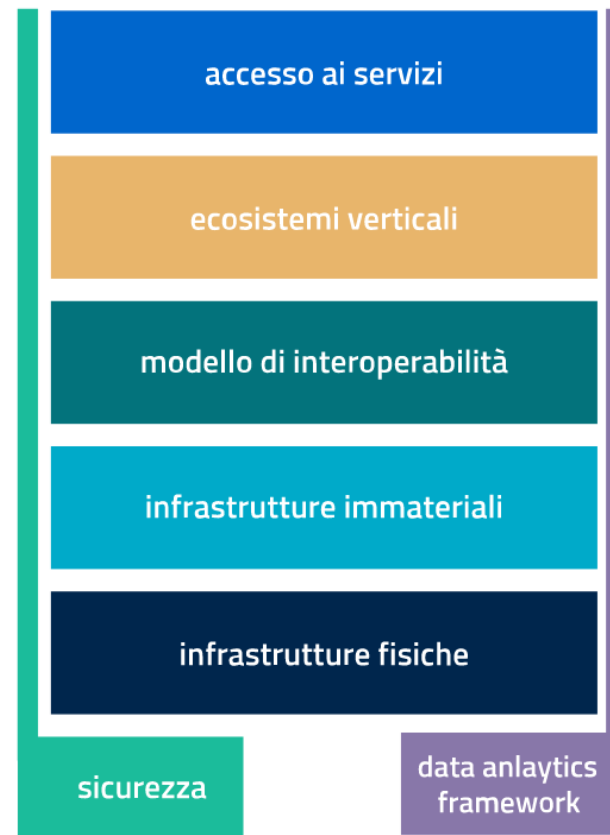 accesso ai servizi
ecosistemi verticali
modello di interoperabilità
infrastrutture immateriali
infrastrutture fisiche
sicurezza
data anlaytics
framework